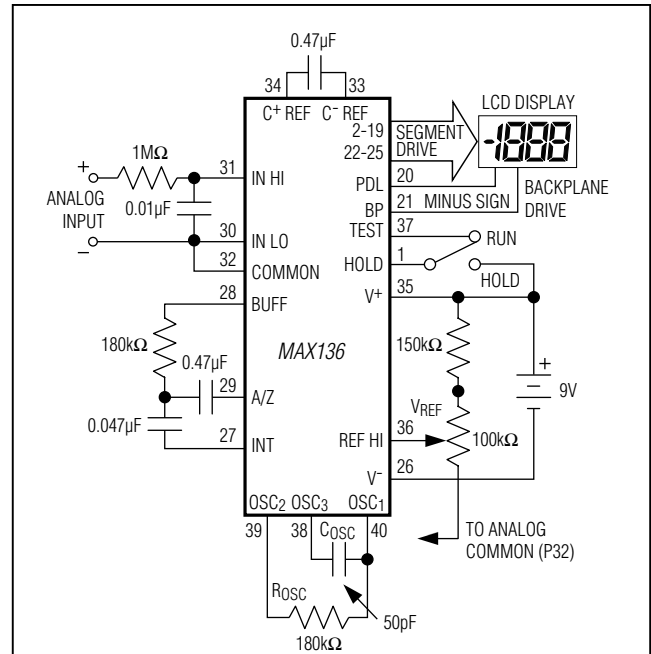 0.47µF
34
33
C+ REF
C- REF
LCD DISPLAY
2-19
22-25
SEGMENT
DRIVE
-1888
1MΩ
31
IN HI
20
PDL
+
ANALOG
INPUT
–
0.01µF
21
BP
MINUS SIGN
BACKPLANE
DRIVE
30
IN LO
37
TEST
RUN
32
COMMON
1
HOLD
HOLD
28
BUFF
35
V+
180kΩ
MAX136
150kΩ
+
–
9V
0.47µF
29
A/Z
VREF
0.047µF
27
INT
36
REF HI
100kΩ
26
V-
OSC2
OSC3
OSC1
39
38
COSC
40
TO ANALOG
COMMON (P32)
ROSC
180kΩ
50pF